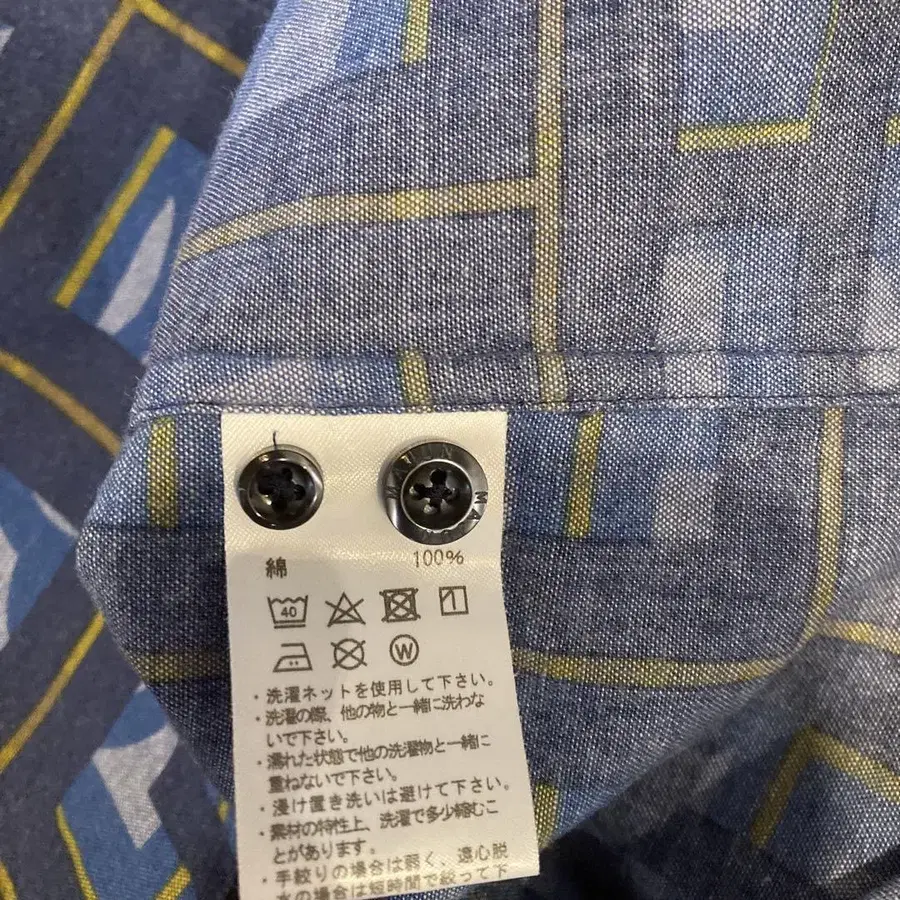 MAUUN MA
綿 100%
40
W
・洗濯ネットを使用して下さい。
・洗濯の際、他の物と一緒に洗わな
いで下さい。
・濡れた状態で他の洗濯物と一緒に
重ねないで下さい。
・浸け置き洗いは避けて下さい。
・素材の特性上、洗濯で多少縮むこ
とがあります。
・手絞りの場合は弱く、遠心脱
水の場合は短時間で絞って下